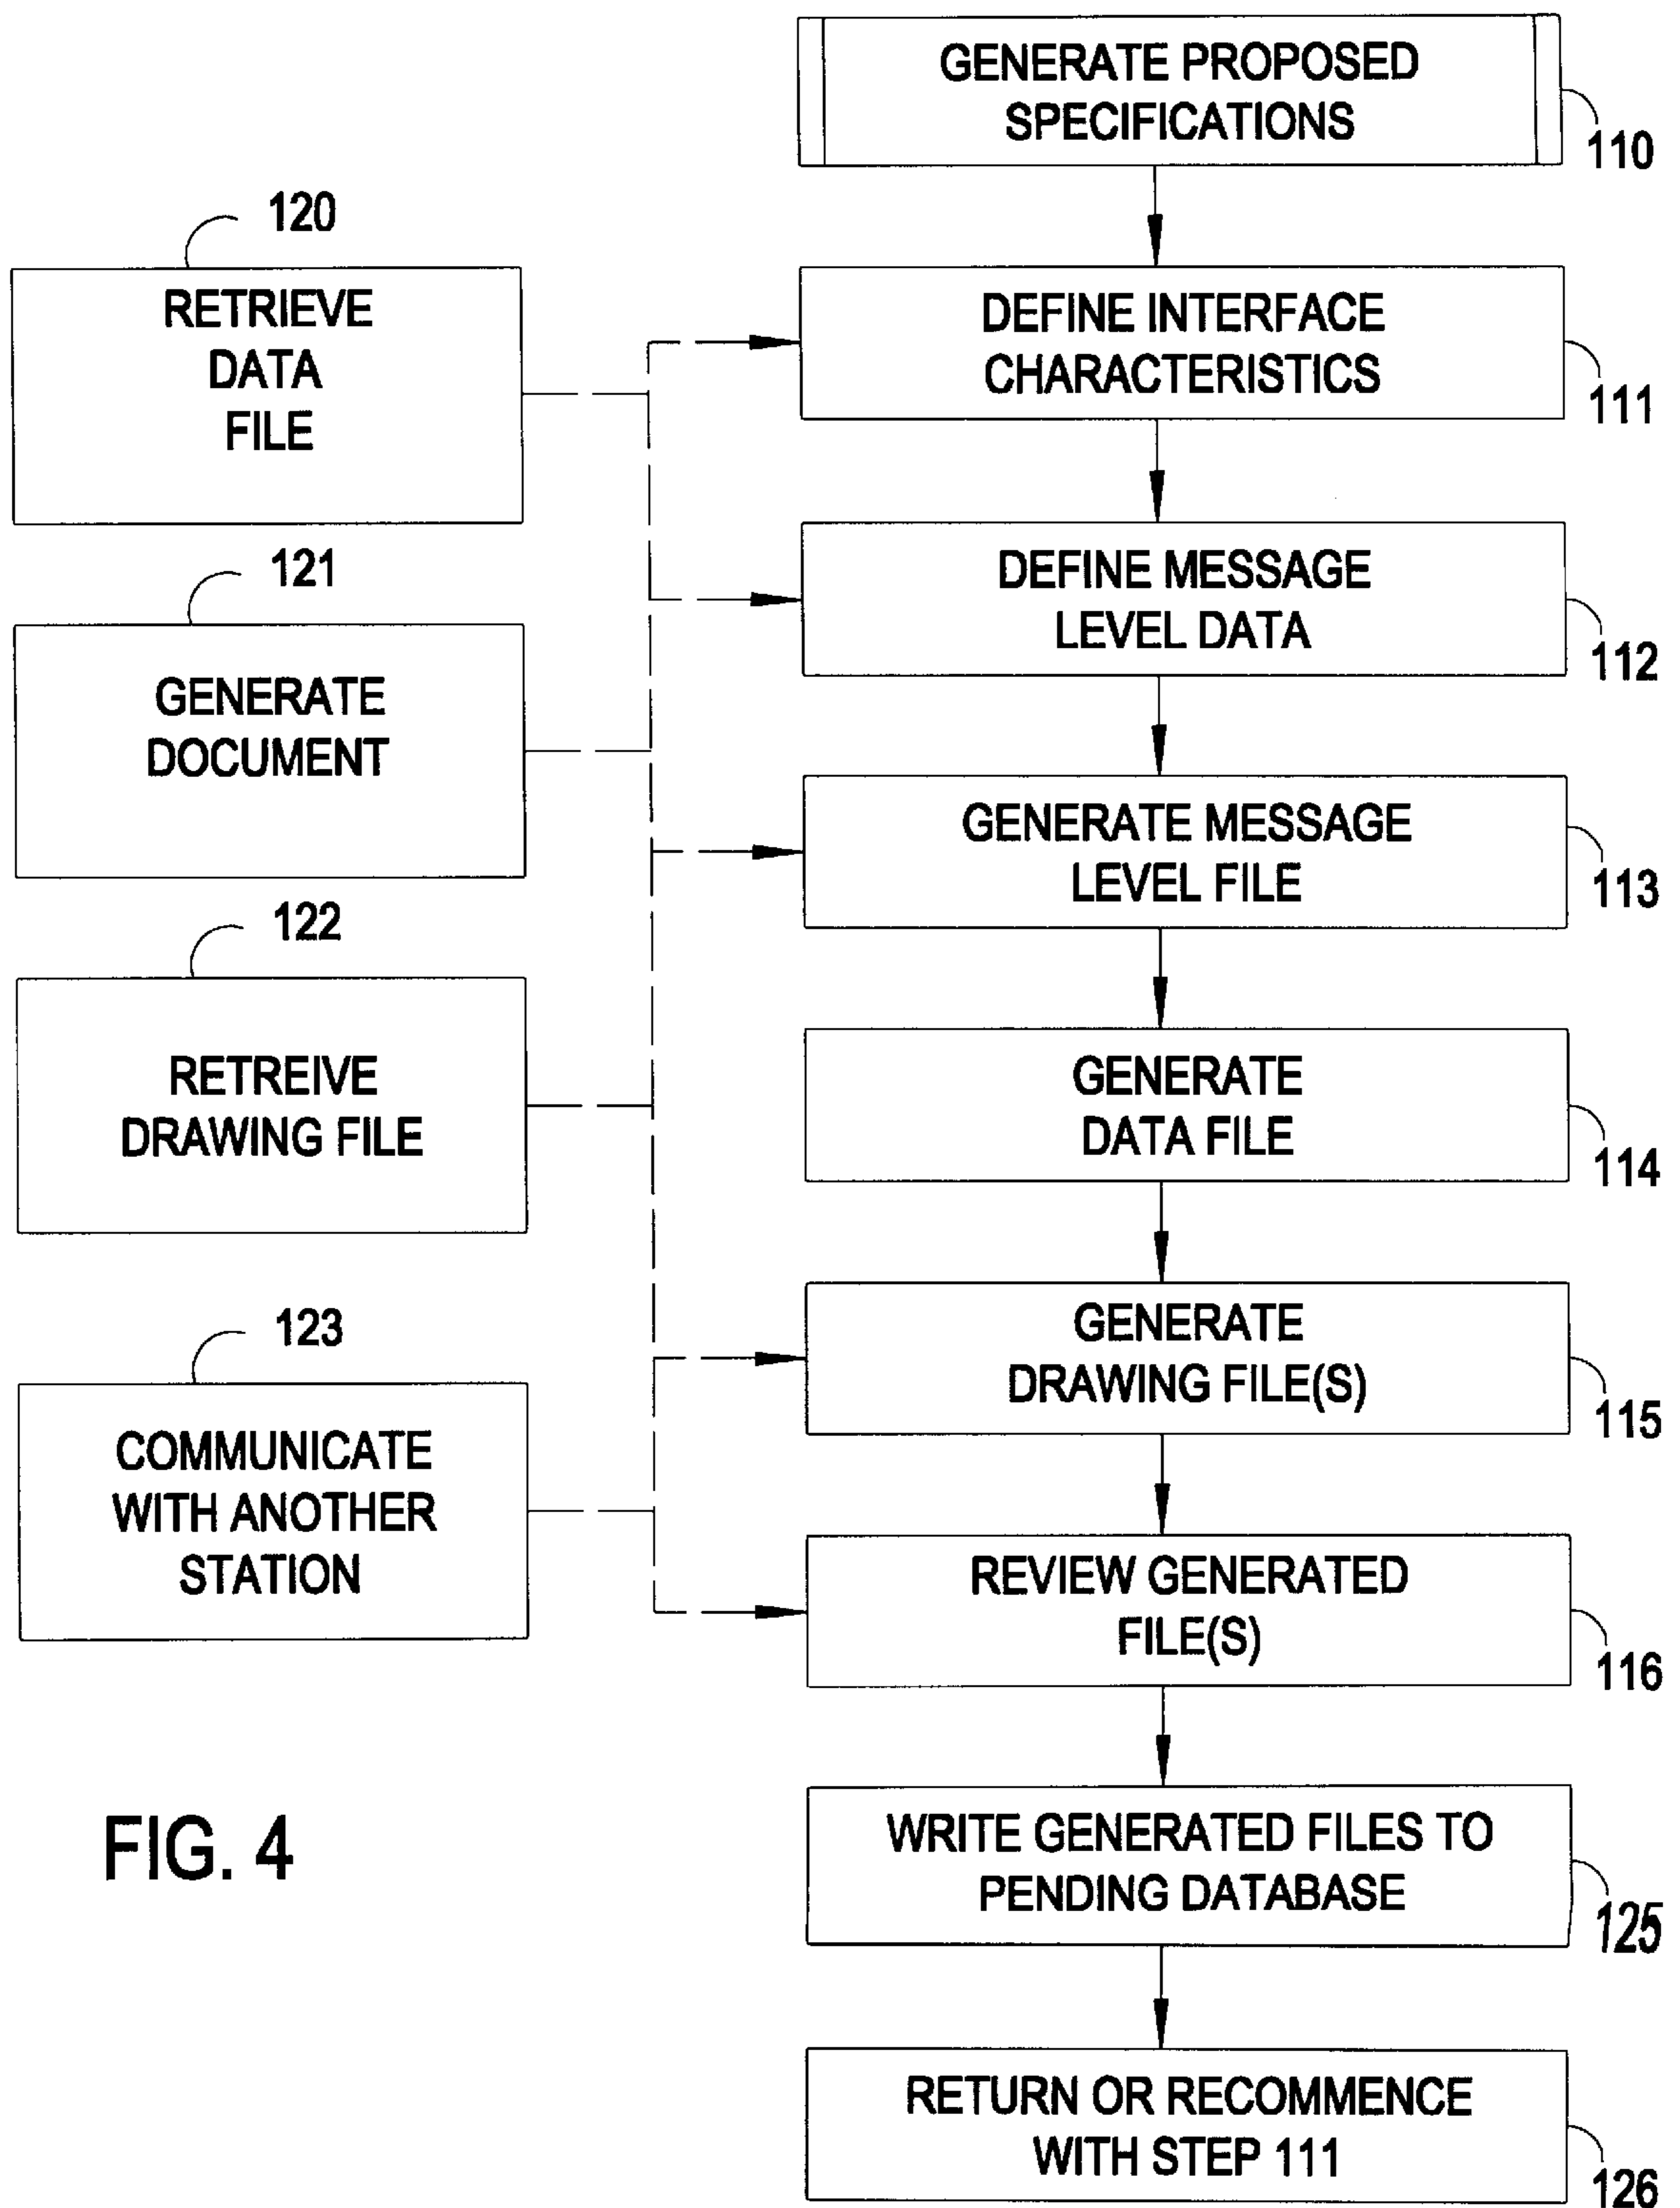 GENERATE PROPOSED
SPECIFICATIONS
110
120
RETRIEVE
DATA
FILE
DEFINE INTERFACE
CHARACTERISTICS
111
121
GENERATE
DOCUMENT
DEFINE MESSAGE
LEVEL DATA
112
GENERATE MESSAGE
LEVEL FILE
113
122
RETREIVE
DRAWING FILE
GENERATE
DATA FILE
114
123
COMMUNICATE
WITH ANOTHER
STATION
GENERATE
DRAWING FILE(S)
115
REVIEW GENERATED
FILE(S)
116
FIG. 4
WRITE GENERATED FILES TO
PENDING DATABASE
125
RETURN OR RECOMMENCE
WITH STEP 111
126